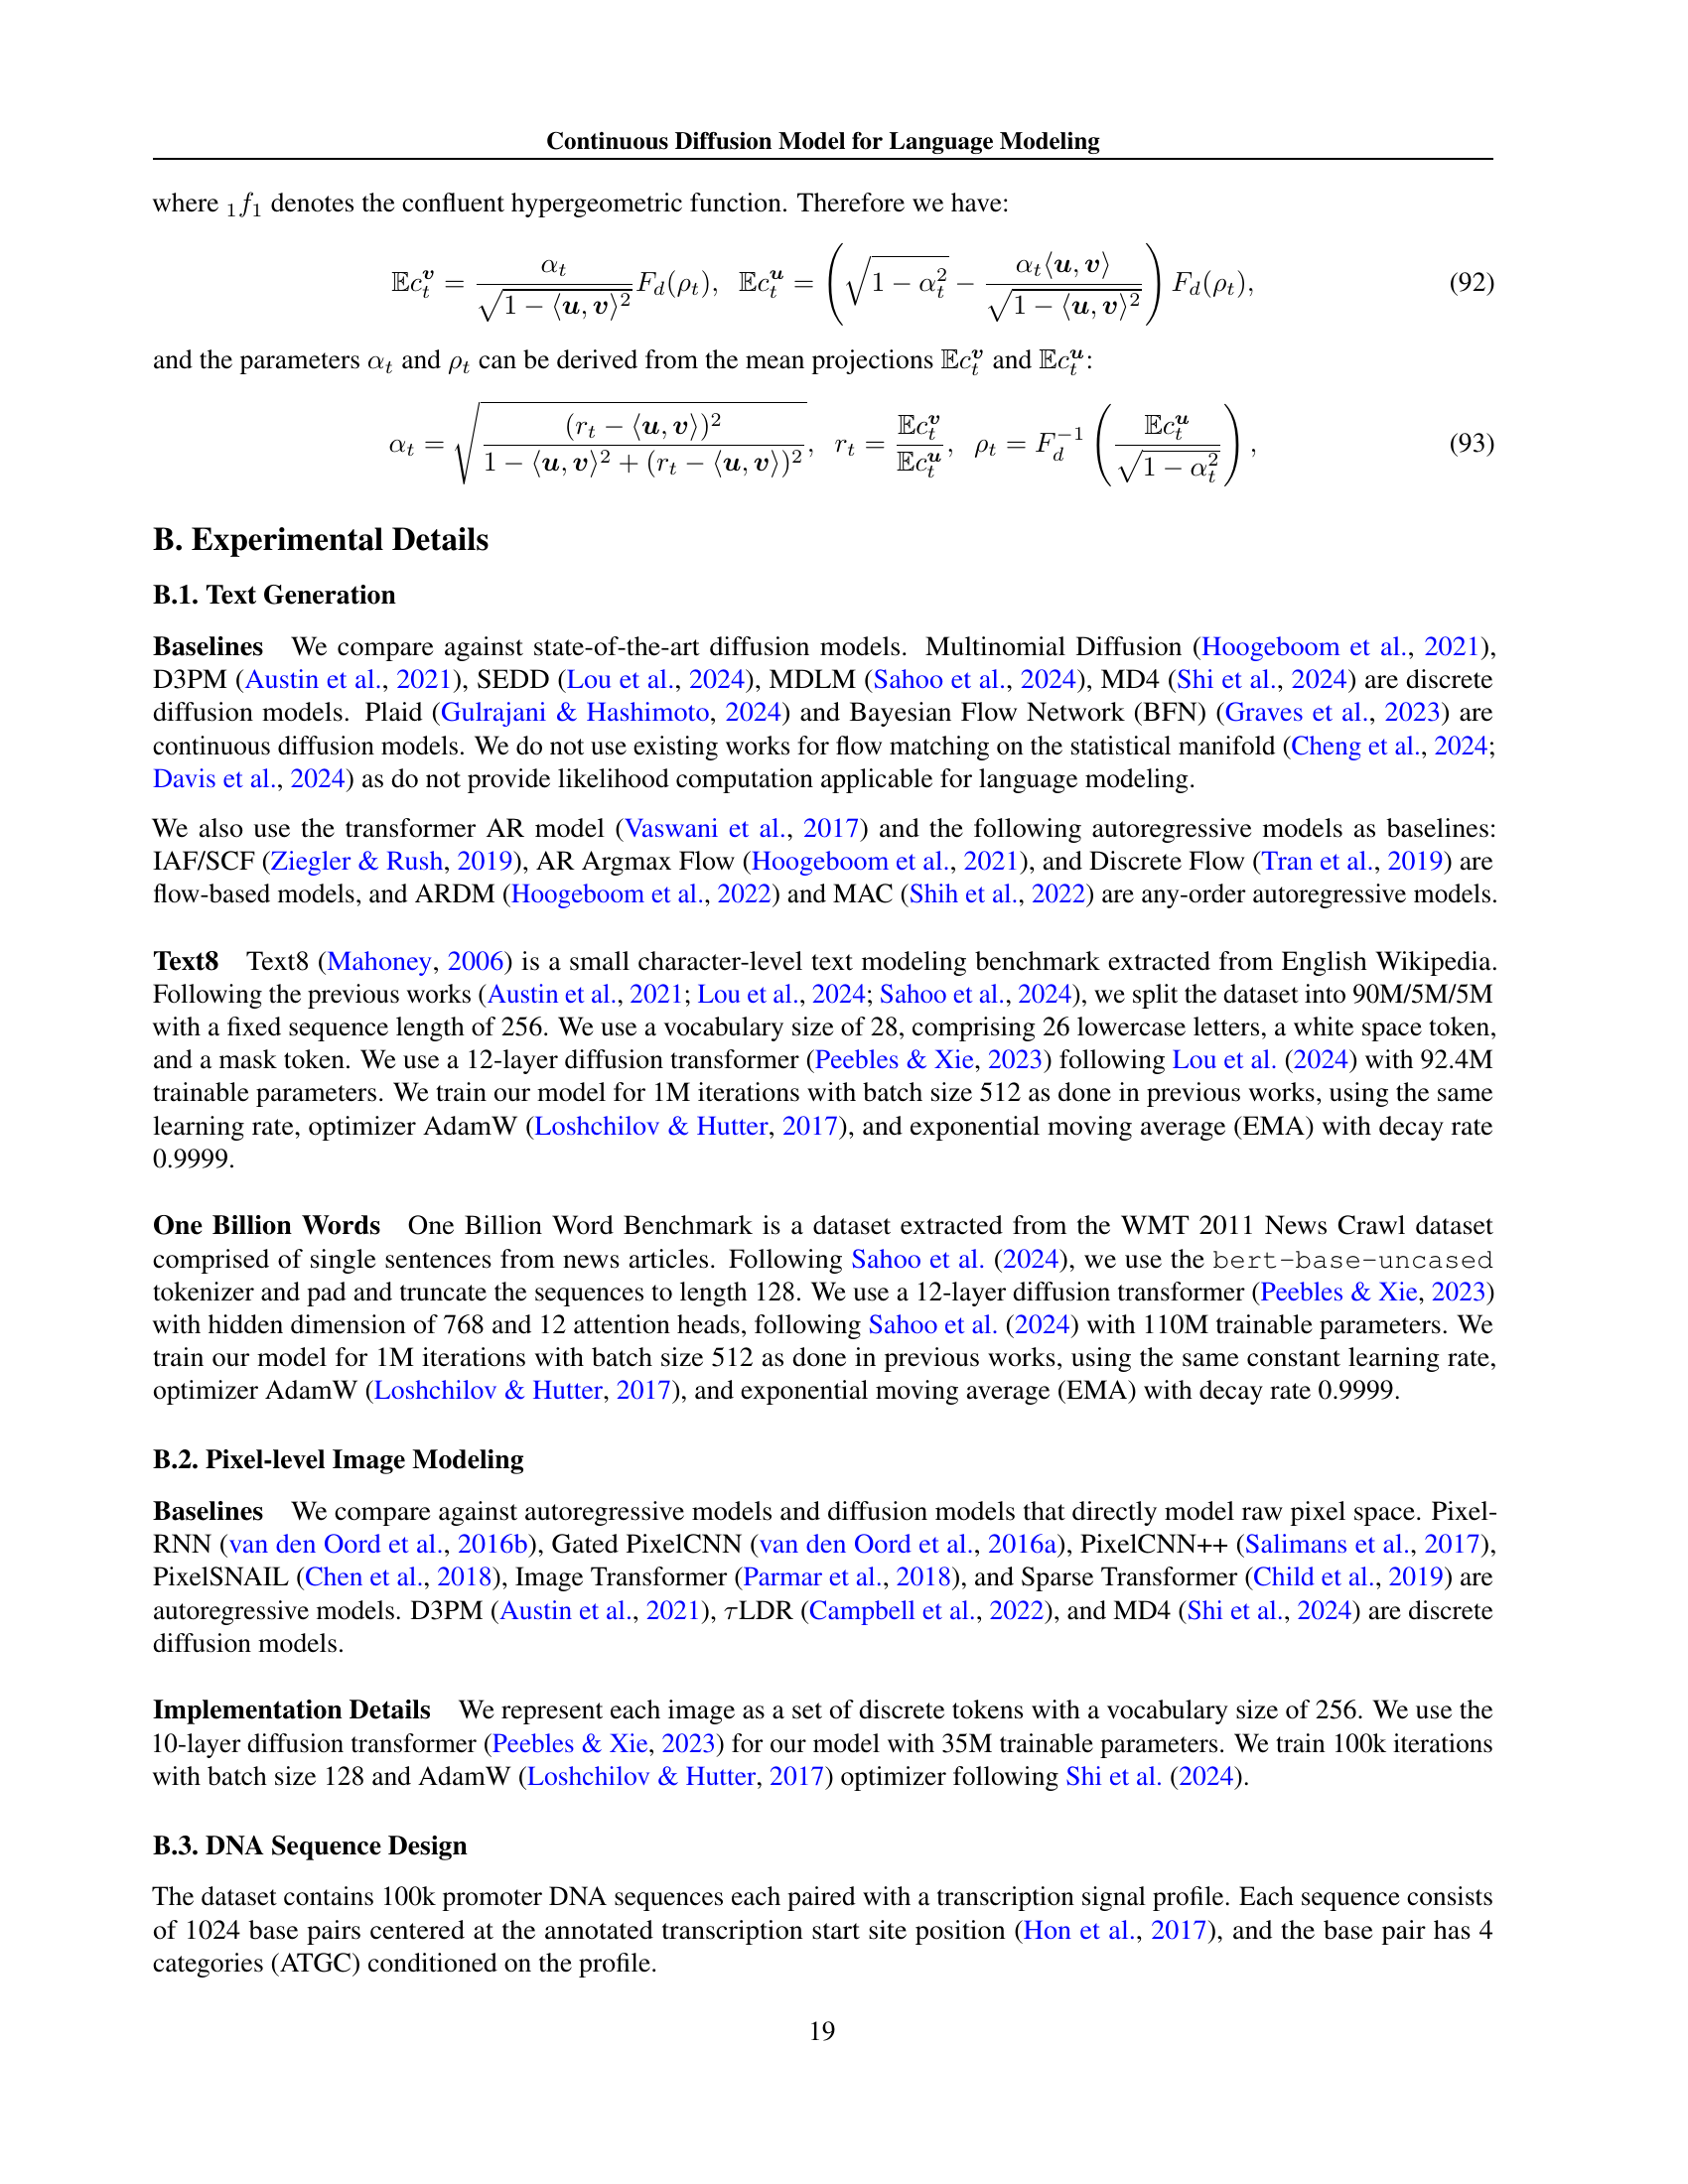 Continuous Diffusion Model for Language Modeling
where ₁f₁ denotes the confluent hypergeometric function. Therefore we have:
$\mathbb{E}c_t^{\boldsymbol{v}} = \frac{\alpha_t}{\sqrt{1 - \langle \boldsymbol{u}, \boldsymbol{v} \rangle^2}} F_d(\rho_t), \;\; \mathbb{E}c_t^{\boldsymbol{u}} = \left( \sqrt{1 - \alpha_t^2} - \frac{\alpha_t \langle \boldsymbol{u}, \boldsymbol{v} \rangle}{\sqrt{1 - \langle \boldsymbol{u}, \boldsymbol{v} \rangle^2}} \right) F_d(\rho_t),$ (92)
and the parameters $\alpha_t$ and $\rho_t$ can be derived from the mean projections $\mathbb{E}c_t^{\boldsymbol{v}}$ and $\mathbb{E}c_t^{\boldsymbol{u}}$:
$\alpha_t = \sqrt{\frac{(r_t - \langle \boldsymbol{u}, \boldsymbol{v} \rangle)^2}{1 - \langle \boldsymbol{u}, \boldsymbol{v} \rangle^2 + (r_t - \langle \boldsymbol{u}, \boldsymbol{v} \rangle)^2}}, \;\; r_t = \frac{\mathbb{E}c_t^{\boldsymbol{v}}}{\mathbb{E}c_t^{\boldsymbol{u}}}, \;\; \rho_t = F_d^{-1} \left( \frac{\mathbb{E}c_t^{\boldsymbol{u}}}{\sqrt{1 - \alpha_t^2}} \right),$ (93)
B. Experimental Details
B.1. Text Generation
Baselines We compare against state-of-the-art diffusion models. Multinomial Diffusion (Hoogeboom et al., 2021),
D3PM (Austin et al., 2021), SEDD (Lou et al., 2024), MDLM (Sahoo et al., 2024), MD4 (Shi et al., 2024) are discrete
diffusion models. Plaid (Gulrajani & Hashimoto, 2024) and Bayesian Flow Network (BFN) (Graves et al., 2023) are
continuous diffusion models. We do not use existing works for flow matching on the statistical manifold (Cheng et al., 2024;
Davis et al., 2024) as do not provide likelihood computation applicable for language modeling.
We also use the transformer AR model (Vaswani et al., 2017) and the following autoregressive models as baselines:
IAF/SCF (Ziegler & Rush, 2019), AR Argmax Flow (Hoogeboom et al., 2021), and Discrete Flow (Tran et al., 2019) are
flow-based models, and ARDM (Hoogeboom et al., 2022) and MAC (Shih et al., 2022) are any-order autoregressive models.
Text8 Text8 (Mahoney, 2006) is a small character-level text modeling benchmark extracted from English Wikipedia.
Following the previous works (Austin et al., 2021; Lou et al., 2024; Sahoo et al., 2024), we split the dataset into 90M/5M/5M
with a fixed sequence length of 256. We use a vocabulary size of 28, comprising 26 lowercase letters, a white space token,
and a mask token. We use a 12-layer diffusion transformer (Peebles & Xie, 2023) following Lou et al. (2024) with 92.4M
trainable parameters. We train our model for 1M iterations with batch size 512 as done in previous works, using the same
learning rate, optimizer AdamW (Loshchilov & Hutter, 2017), and exponential moving average (EMA) with decay rate
0.9999.
One Billion Words One Billion Word Benchmark is a dataset extracted from the WMT 2011 News Crawl dataset
comprised of single sentences from news articles. Following Sahoo et al. (2024), we use the bert-base-uncased
tokenizer and pad and truncate the sequences to length 128. We use a 12-layer diffusion transformer (Peebles & Xie, 2023)
with hidden dimension of 768 and 12 attention heads, following Sahoo et al. (2024) with 110M trainable parameters. We
train our model for 1M iterations with batch size 512 as done in previous works, using the same constant learning rate,
optimizer AdamW (Loshchilov & Hutter, 2017), and exponential moving average (EMA) with decay rate 0.9999.
B.2. Pixel-level Image Modeling
Baselines We compare against autoregressive models and diffusion models that directly model raw pixel space. Pixel-
RNN (van den Oord et al., 2016b), Gated PixelCNN (van den Oord et al., 2016a), PixelCNN++ (Salimans et al., 2017),
PixelSNAIL (Chen et al., 2018), Image Transformer (Parmar et al., 2018), and Sparse Transformer (Child et al., 2019) are
autoregressive models. D3PM (Austin et al., 2021), τLDR (Campbell et al., 2022), and MD4 (Shi et al., 2024) are discrete
diffusion models.
Implementation Details We represent each image as a set of discrete tokens with a vocabulary size of 256. We use the
10-layer diffusion transformer (Peebles & Xie, 2023) for our model with 35M trainable parameters. We train 100k iterations
with batch size 128 and AdamW (Loshchilov & Hutter, 2017) optimizer following Shi et al. (2024).
B.3. DNA Sequence Design
The dataset contains 100k promoter DNA sequences each paired with a transcription signal profile. Each sequence consists
of 1024 base pairs centered at the annotated transcription start site position (Hon et al., 2017), and the base pair has 4
categories (ATGC) conditioned on the profile.
19